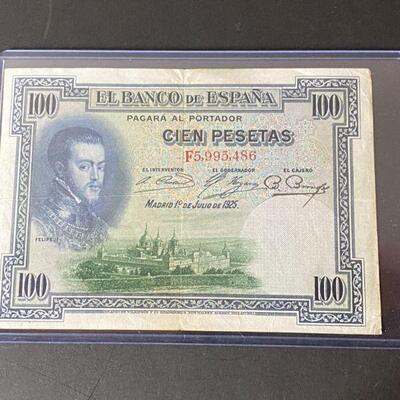 100 EL BANCO DE ESPAÑA 100
PAGARÁ AL PORTADOR
CIEN PESETAS
F5,995,486
EL INTERVENTOR EL GOBERNADOR EL CAJERO
MADRID 1º DE JULIO DE 1925.
FELIPE II
100 100